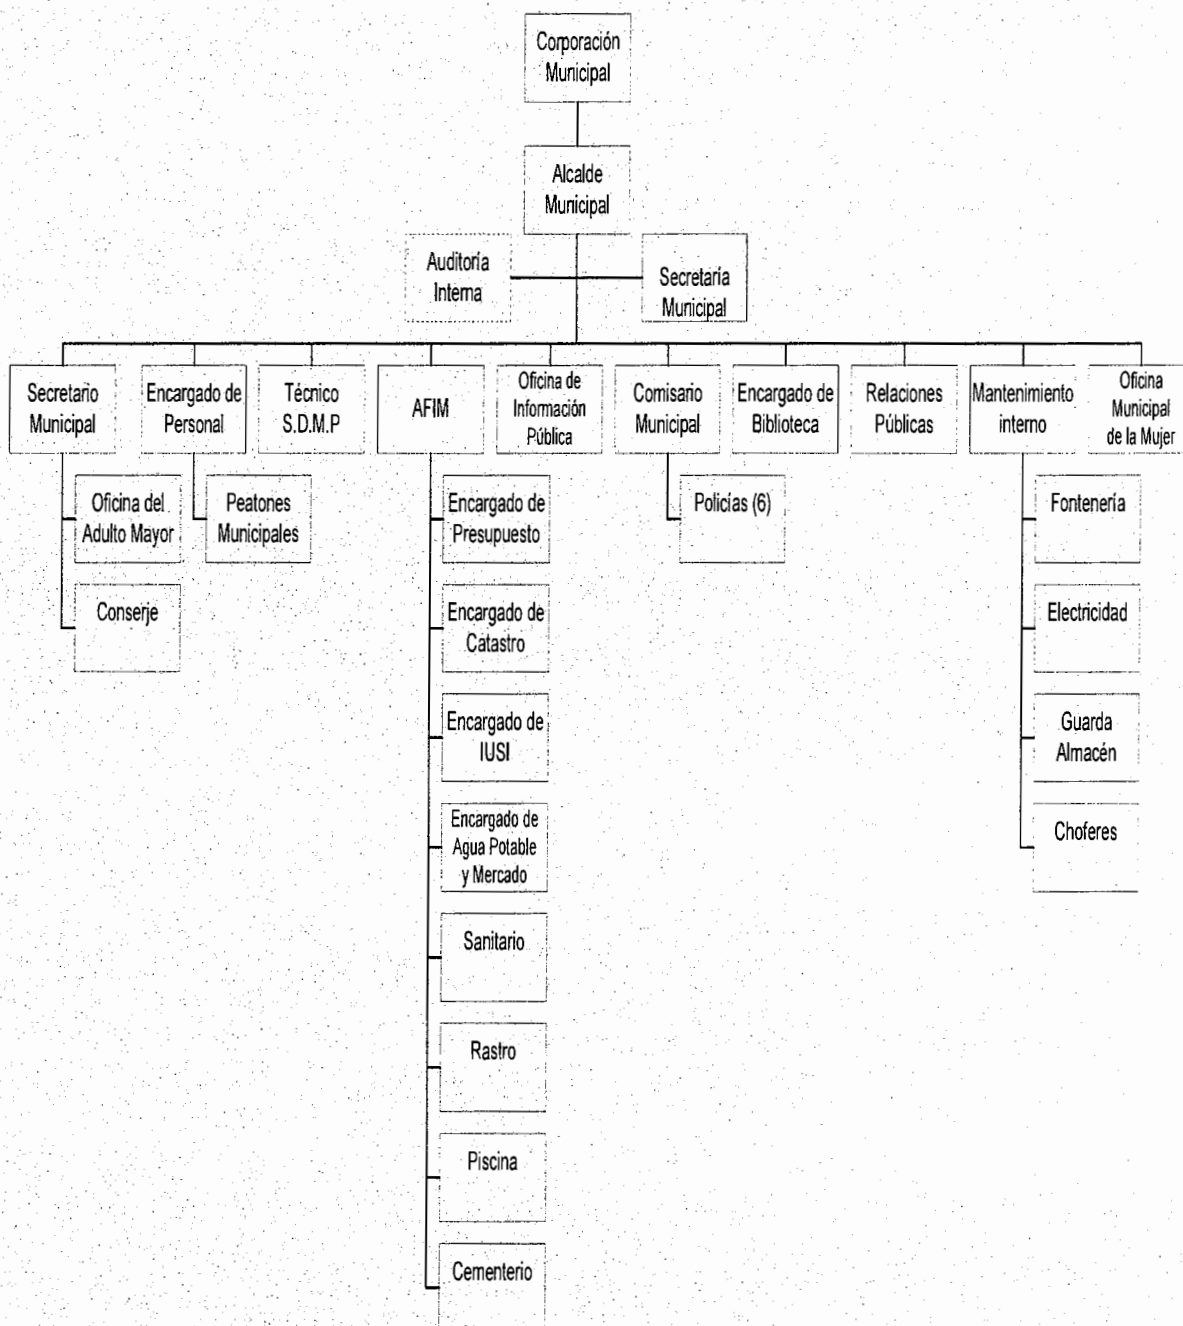 Corporación
Municipal
Alcalde
Municipal
Auditoría
Interna
Secretaría
Municipal
Secretario
Municipal
Encargado de
Personal
Técnico
S.D.M.P
AFIM
Oficina de
Información
Pública
Comisario
Municipal
Encargado de
Biblioteca
Relaciones
Públicas
Mantenimiento
interno
Oficina
Municipal
de la Mujer
Oficina del
Adulto Mayor
Conserje
Peatones
Municipales
Encargado de
Presupuesto
Encargado de
Catastro
Encargado de
IUSI
Encargado de
Agua Potable
y Mercado
Sanitario
Rastro
Piscina
Cementerio
Policías (6)
Fontenería
Electricidad
Guarda
Almacén
Choferes